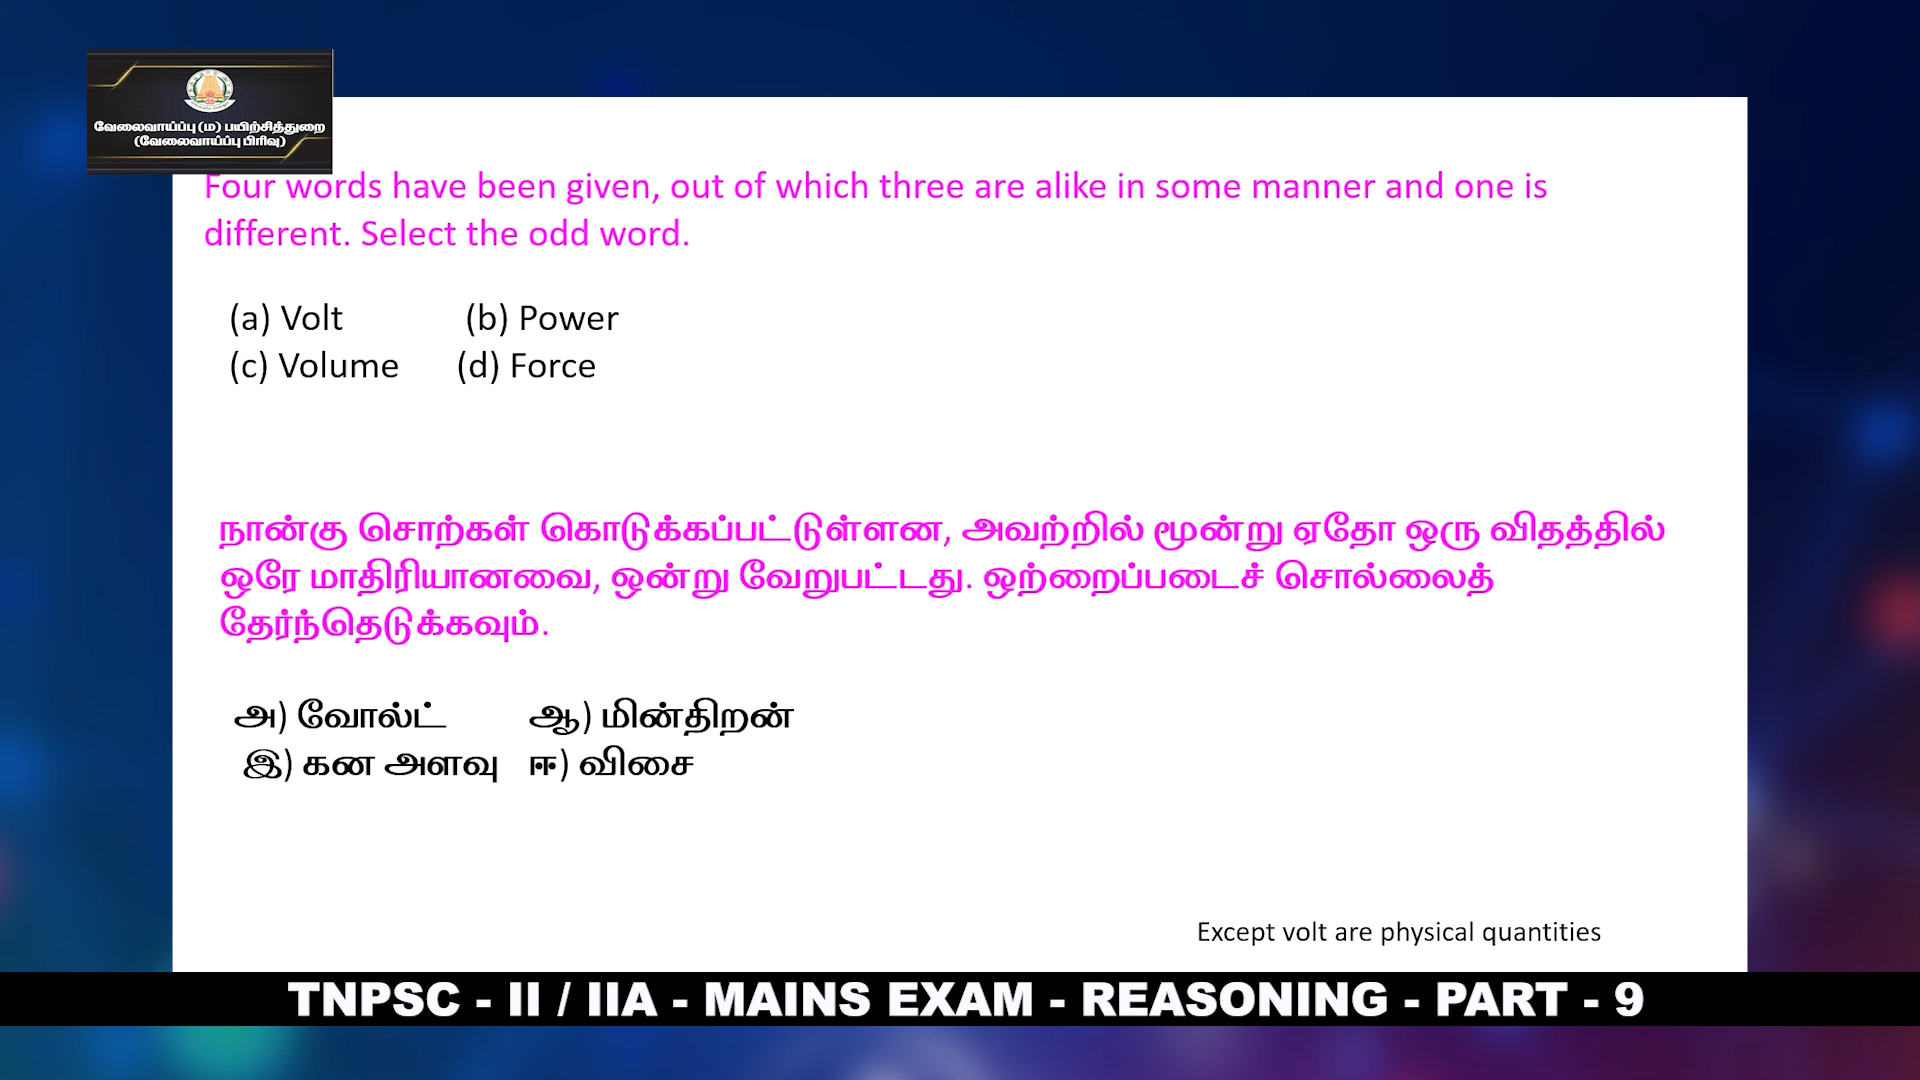 வேலைவாய்ப்பு (ம) பயிற்சித்துறை
(வேலைவாய்ப்பு பிரிவு)
Four words have been given, out of which three are alike in some manner and one is
different. Select the odd word.
(a) Volt (b) Power
(c) Volume (d) Force
நான்கு சொற்கள் கொடுக்கப்பட்டுள்ளன, அவற்றில் மூன்று ஏதோ ஒரு விதத்தில்
ஒரே மாதிரியானவை, ஒன்று வேறுபட்டது. ஒற்றைப்படைச் சொல்லைத்
தேர்ந்தெடுக்கவும்.
அ) வோல்ட் ஆ) மின்திறன்
இ) கன அளவு ஈ) விசை
Except volt are physical quantities
TNPSC - II / IIA - MAINS EXAM - REASONING - PART - 9